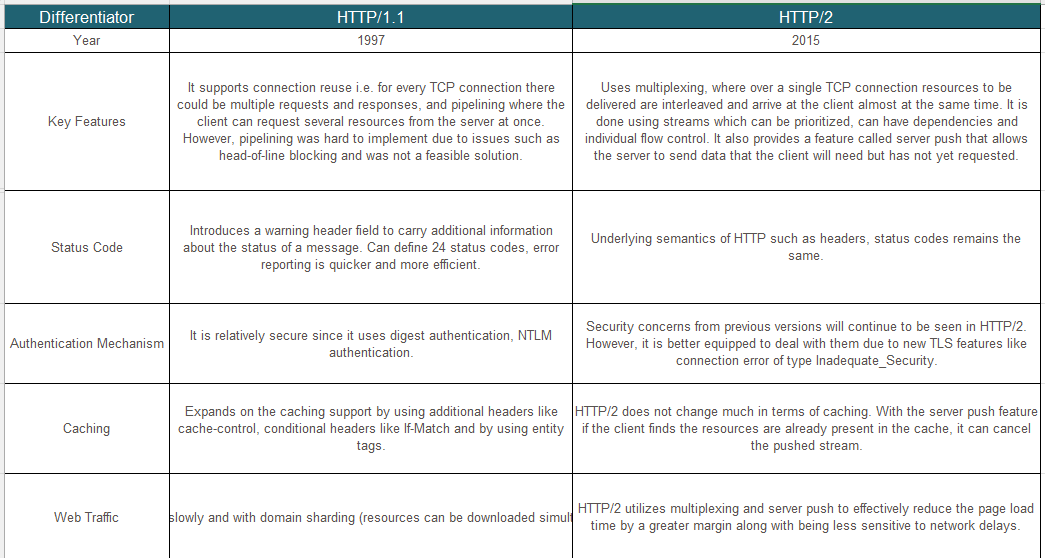 Differentiator
HTTP/1.1
HTTP/2
Year
1997
2015
Key Features
It supports connection reuse i.e. for every TCP connection there
could be multiple requests and responses, and pipelining where the
client can request several resources from the server at once.
However, pipelining was hard to implement due to issues such as
head-of-line blocking and was not a feasible solution.
Uses multiplexing, where over a single TCP connection resources to be
delivered are interleaved and arrive at the client almost at the same time. It is
done using streams which can be prioritized, can have dependencies and
individual flow control. It also provides a feature called server push that allows
the server to send data that the client will need but has not yet requested.
Status Code
Introduces a warning header field to carry additional information
about the status of a message. Can define 24 status codes, error
reporting is quicker and more efficient.
Underlying semantics of HTTP such as headers, status codes remains the
same.
Authentication Mechanism
It is relatively secure since it uses digest authentication, NTLM
authentication.
Security concerns from previous versions will continue to be seen in HTTP/2.
However, it is better equipped to deal with them due to new TLS features like
connection error of type Inadequate_Security.
Caching
Expands on the caching support by using additional headers like
cache-control, conditional headers like If-Match and by using entity
tags.
HTTP/2 does not change much in terms of caching. With the server push feature
if the client finds the resources are already present in the cache, it can cancel
the pushed stream.
Web Traffic
slowly and with domain sharding (resources can be downloaded simult
HTTP/2 utilizes multiplexing and server push to effectively reduce the page load
time by a greater margin along with being less sensitive to network delays.